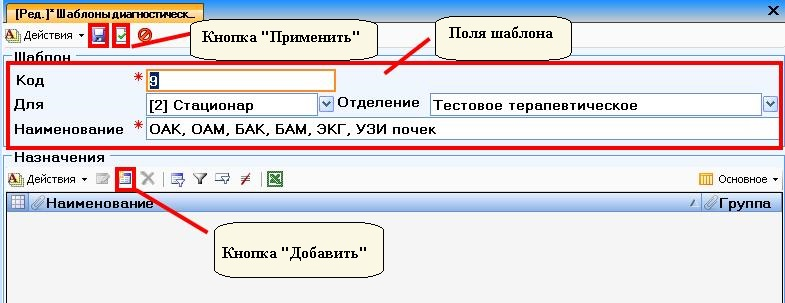 [Ред.]* Шаблоны диагностическ...
Действия
Кнопка "Применить"
Поля шаблона
Шаблон
Код * 9
Для [2] Стационар Отделение Тестовое терапевтическое
Наименование * ОАК, ОАМ, БАК, БАМ, ЭКГ, УЗИ почек
Назначения
Действия Основное
Наименование Группа
Кнопка "Добавить"